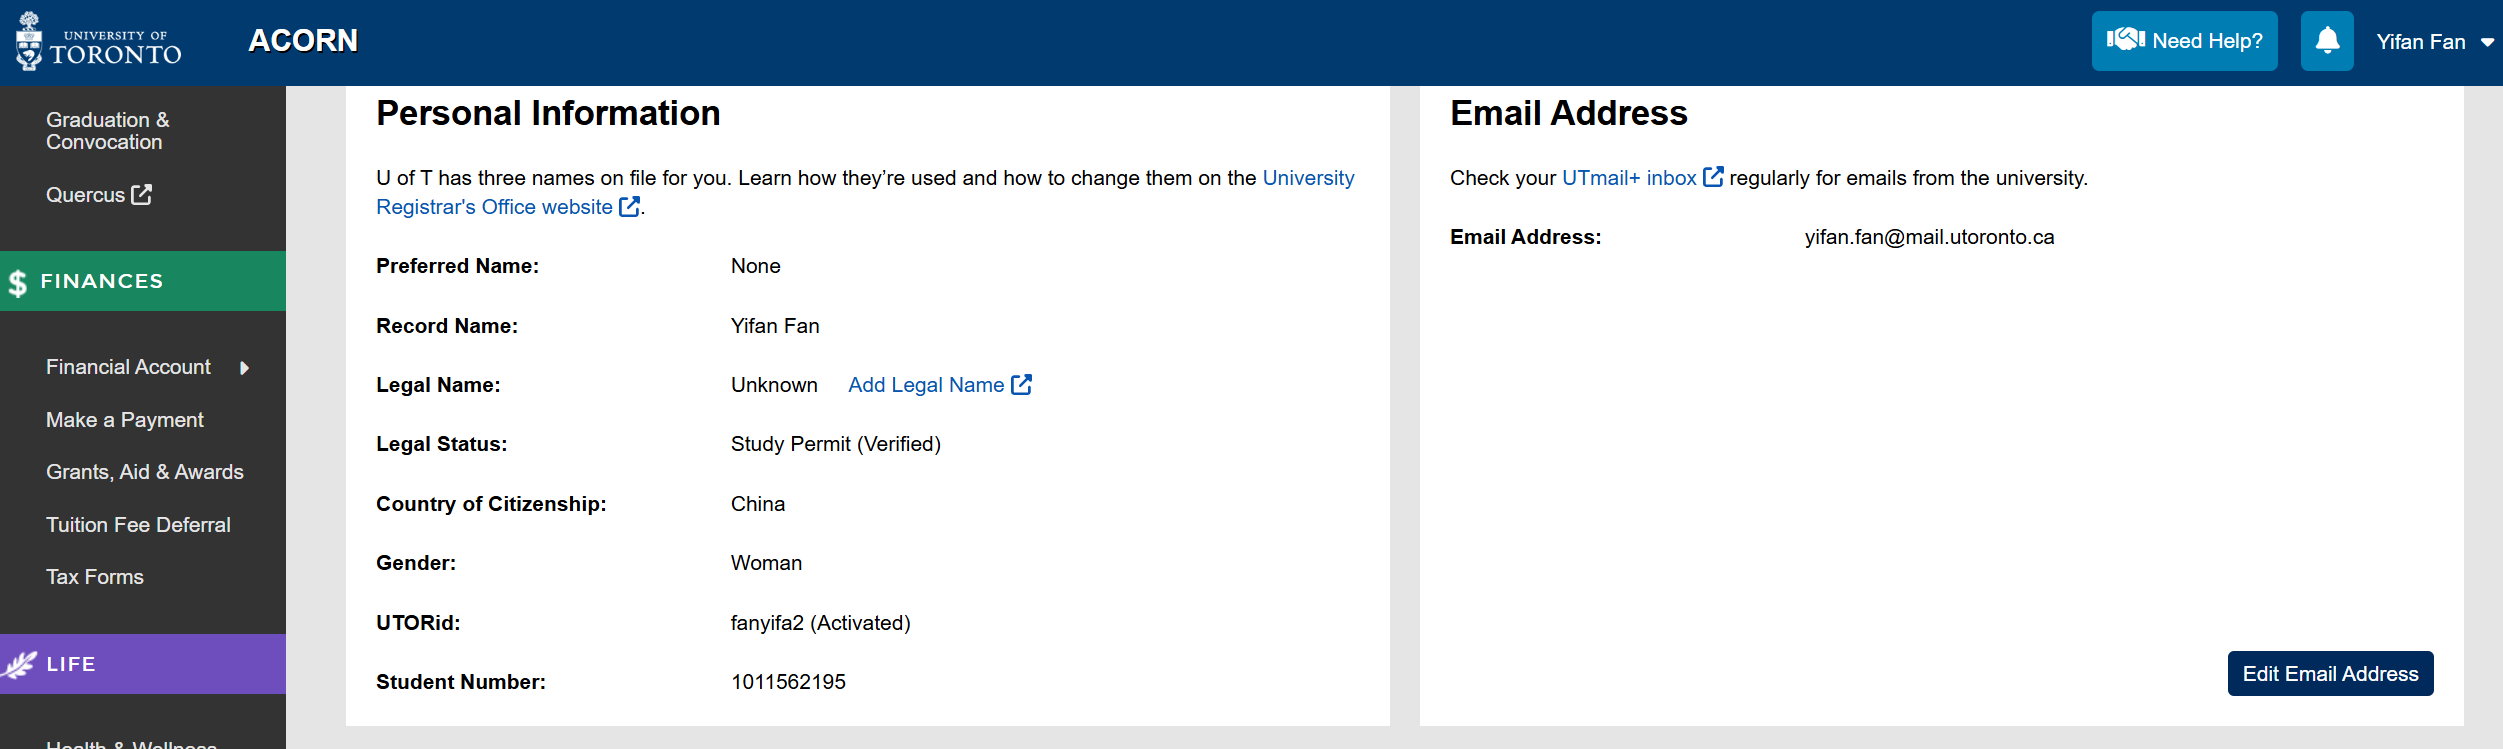 UNIVERSITY OF
TORONTO
ACORN
Need Help?
Yifan Fan
Graduation &
Convocation
Quercus
FINANCES
Financial Account
Make a Payment
Grants, Aid & Awards
Tuition Fee Deferral
Tax Forms
LIFE
Health & Wellness
Personal Information
U of T has three names on file for you. Learn how they’re used and how to change them on the University
Registrar's Office website.
Preferred Name: None
Record Name: Yifan Fan
Legal Name: Unknown Add Legal Name
Legal Status: Study Permit (Verified)
Country of Citizenship: China
Gender: Woman
UTORid: fanyifa2 (Activated)
Student Number: 1011562195
Email Address
Check your UTmail+ inbox regularly for emails from the university.
Email Address: yifan.fan@mail.utoronto.ca
Edit Email Address